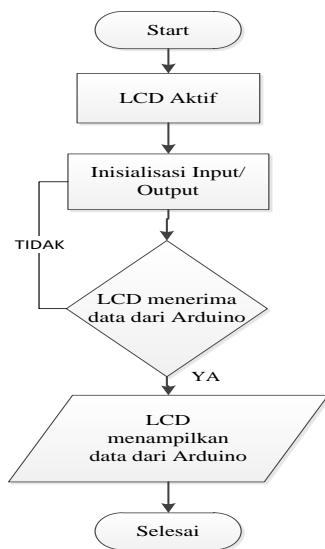 Start
LCD Aktif
Inisialisasi Input/
Output
TIDAK
LCD menerima
data dari Arduino
YA
LCD
menampilkan
data dari Arduino
Selesai